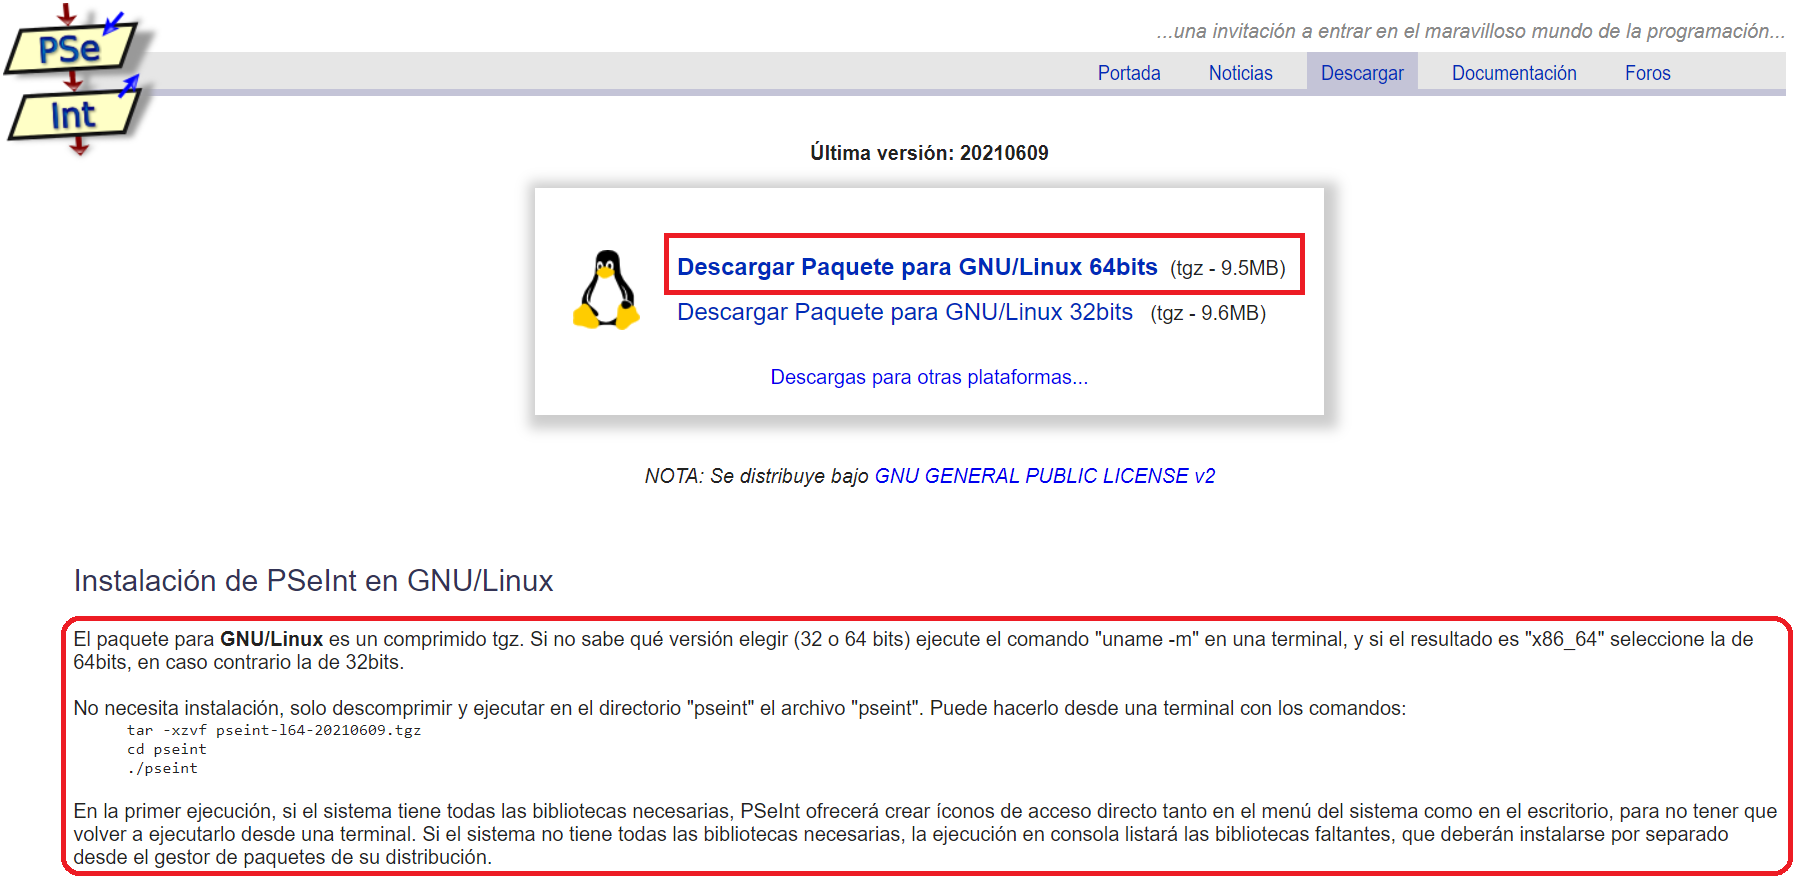 PSe
Int
...una invitación a entrar en el maravilloso mundo de la programación...
Portada Noticias Descargar Documentación Foros
Última versión: 20210609
Descargar Paquete para GNU/Linux 64bits (tgz - 9.5MB)
Descargar Paquete para GNU/Linux 32bits (tgz - 9.6MB)
Descargas para otras plataformas...
NOTA: Se distribuye bajo GNU GENERAL PUBLIC LICENSE v2
Instalación de PSeInt en GNU/Linux
El paquete para GNU/Linux es un comprimido tgz. Si no sabe qué versión elegir (32 o 64 bits) ejecute el comando "uname -m" en una terminal, y si el resultado es "x86_64" seleccione la de
64bits, en caso contrario la de 32bits.
No necesita instalación, solo descomprimir y ejecutar en el directorio "pseint" el archivo "pseint". Puede hacerlo desde una terminal con los comandos:
tar -xzvf pseint-l64-20210609.tgz
cd pseint
./pseint
En la primer ejecución, si el sistema tiene todas las bibliotecas necesarias, PSeInt ofrecerá crear íconos de acceso directo tanto en el menú del sistema como en el escritorio, para no tener que
volver a ejecutarlo desde una terminal. Si el sistema no tiene todas las bibliotecas necesarias, la ejecución en consola listará las bibliotecas faltantes, que deberán instalarse por separado
desde el gestor de paquetes de su distribución.